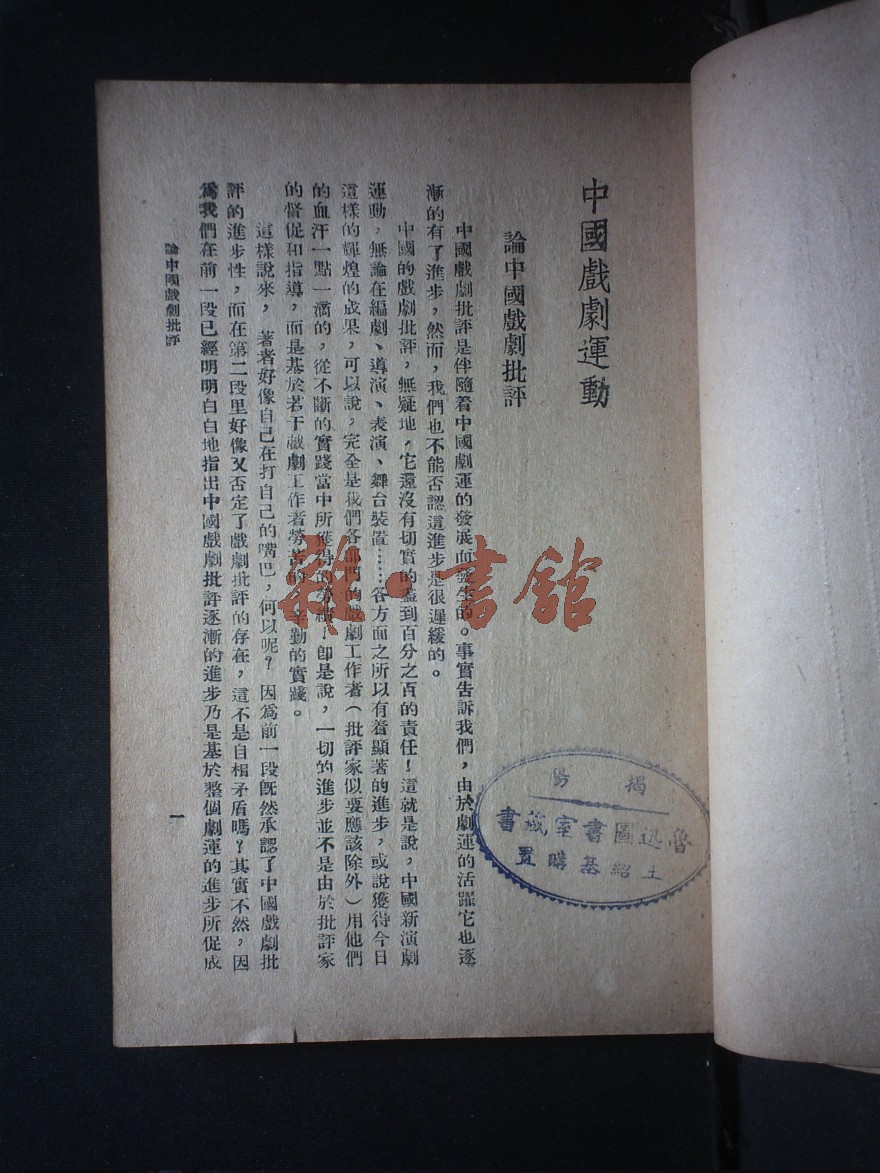 中國戲劇運動
論中國戲劇批評
中國戲劇批評是伴隨着中國劇運的發展而發生的。事實告訴我們，由於劇運的活躍它也逐
漸的有了進步，然而，我們也不能否認這進步是很遲緩的。
中國的戲劇批評，無疑地，它還沒有切實的盡到百分之百的責任！這就是說，中國新演劇
運動，無論在編劇、導演、表演、舞台裝置……各方面之所以有着顯著的進步，或說獲得今日
這樣的輝煌的成果，可以說，完全是我們各部門的戲劇工作者（批評家似要應該除外）用他們
的血汗一點一滴的，從不斷的實踐當中所獲得的勞績！卽是說，一切的進步並不是由於批評家
的督促和指導，而是基於若干戲劇工作者勞苦的、辛勤的實踐。
這樣說來，著者好像自己在打自己的嘴巴，何以呢？因爲前一段旣然承認了中國戲劇批
評的進步性，而在第二段里好像又否定了戲劇批評的存在，這不是自相矛盾嗎？其實不然，因
爲我們在前一段已經明明白白地指出中國戲劇批評逐漸的進步乃是基於整個劇運的進步所促成
論中國戲劇批評
一
揭陽
魯迅圖書室藏書
王紹基購置
書舘